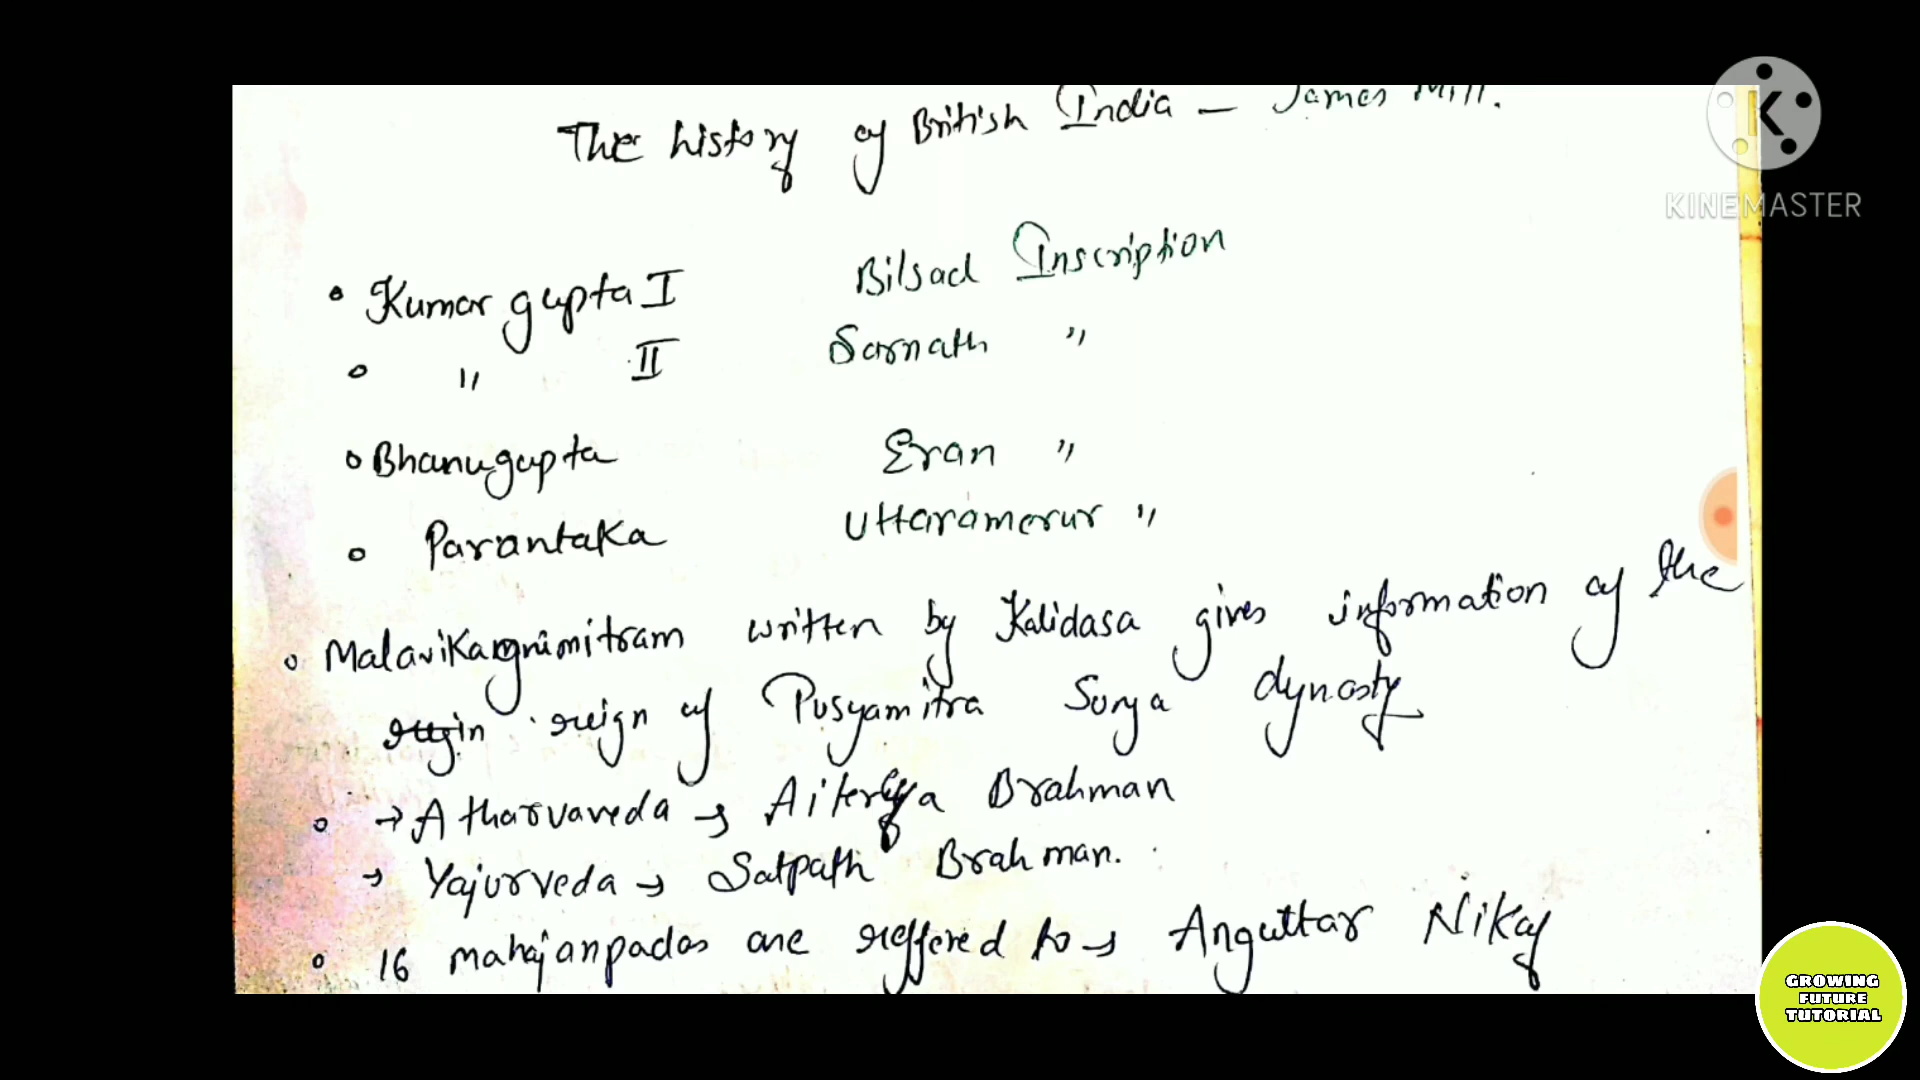 The history of British India — James Mill.
KINEMASTER
• Kumar gupta I Bilsad Inscription
• " II Sarnath "
• Bhanugupta Eran "
• Parantaka Uttaramerur "
• Malavikagnimitram written by Kalidasa gives information of the
reign of Pusyamitra Sunga dynasty
• → Atharvaveda → Aitereya Brahman
→ Yajurveda → Satpath Brahman.
• 16 mahajanpadas are reffered to → Anguttar Nikay
GROWING
FUTURE
TUTORIAL